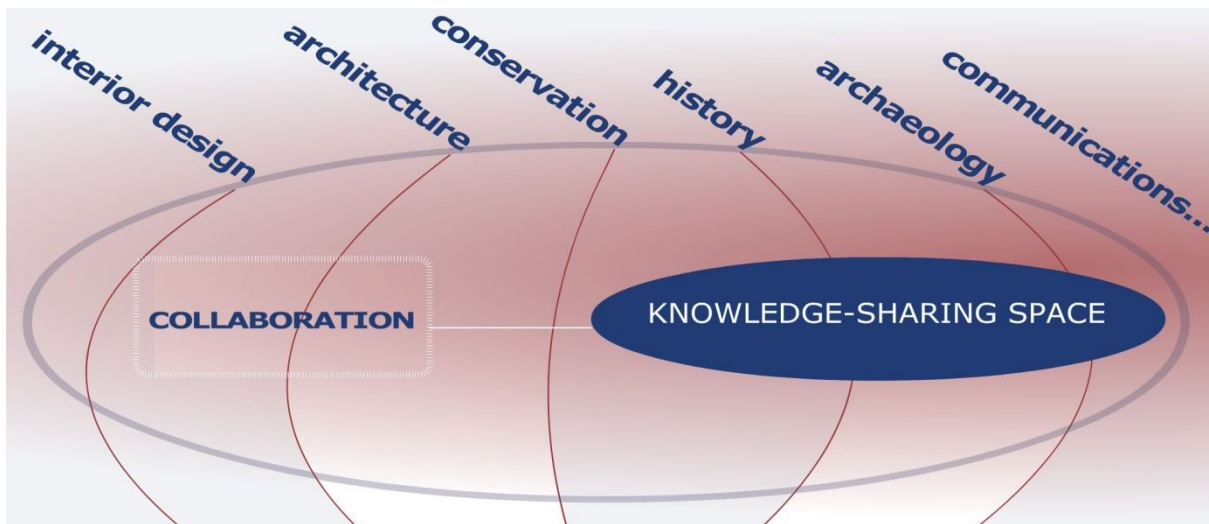 interior design
architecture
conservation
history
archaeology
communications...
COLLABORATION
KNOWLEDGE-SHARING SPACE